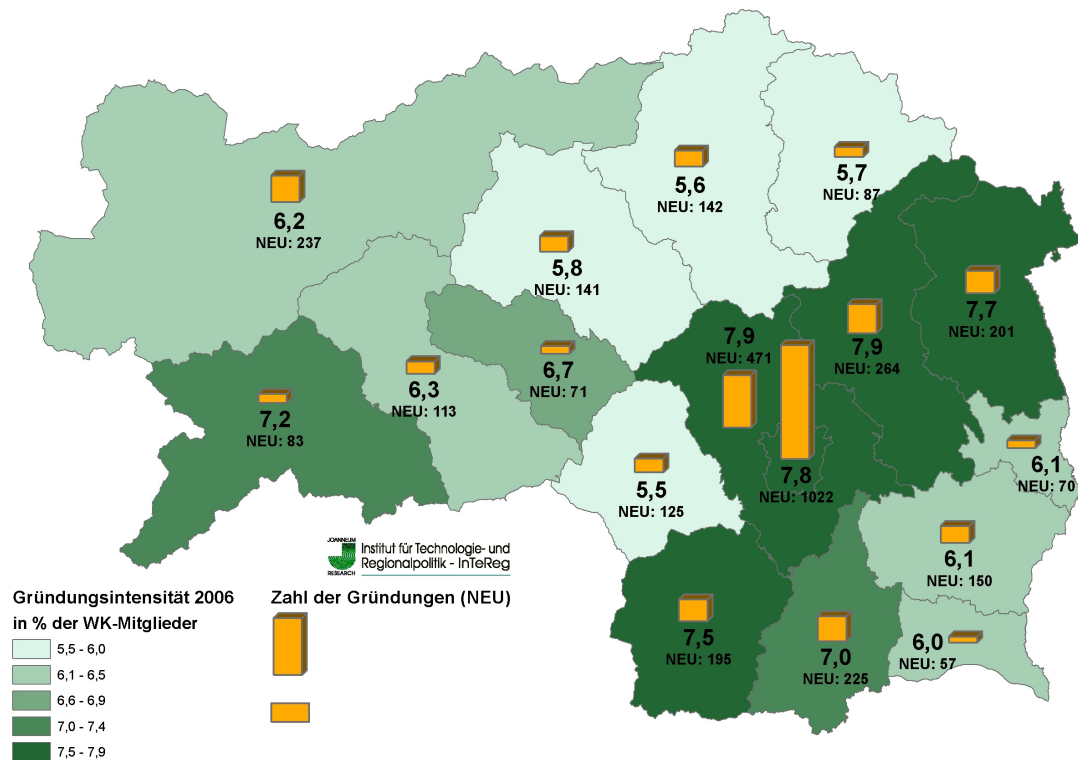 5,6
NEU: 142
5,7
NEU: 87
6,2
NEU: 237
5,8
NEU: 141
7,7
NEU: 201
7,9
NEU: 471
7,9
NEU: 264
6,7
NEU: 71
6,3
NEU: 113
7,2
NEU: 83
6,1
NEU: 70
7,8
NEU: 1022
5,5
NEU: 125
6,1
NEU: 150
7,5
NEU: 195
7,0
NEU: 225
6,0
NEU: 57
JOANNEUM
RESEARCH
Institut für Technologie- und
Regionalpolitik - InTeReg
Gründungsintensität 2006
in % der WK-Mitglieder
5,5 - 6,0
6,1 - 6,5
6,6 - 6,9
7,0 - 7,4
7,5 - 7,9
Zahl der Gründungen (NEU)